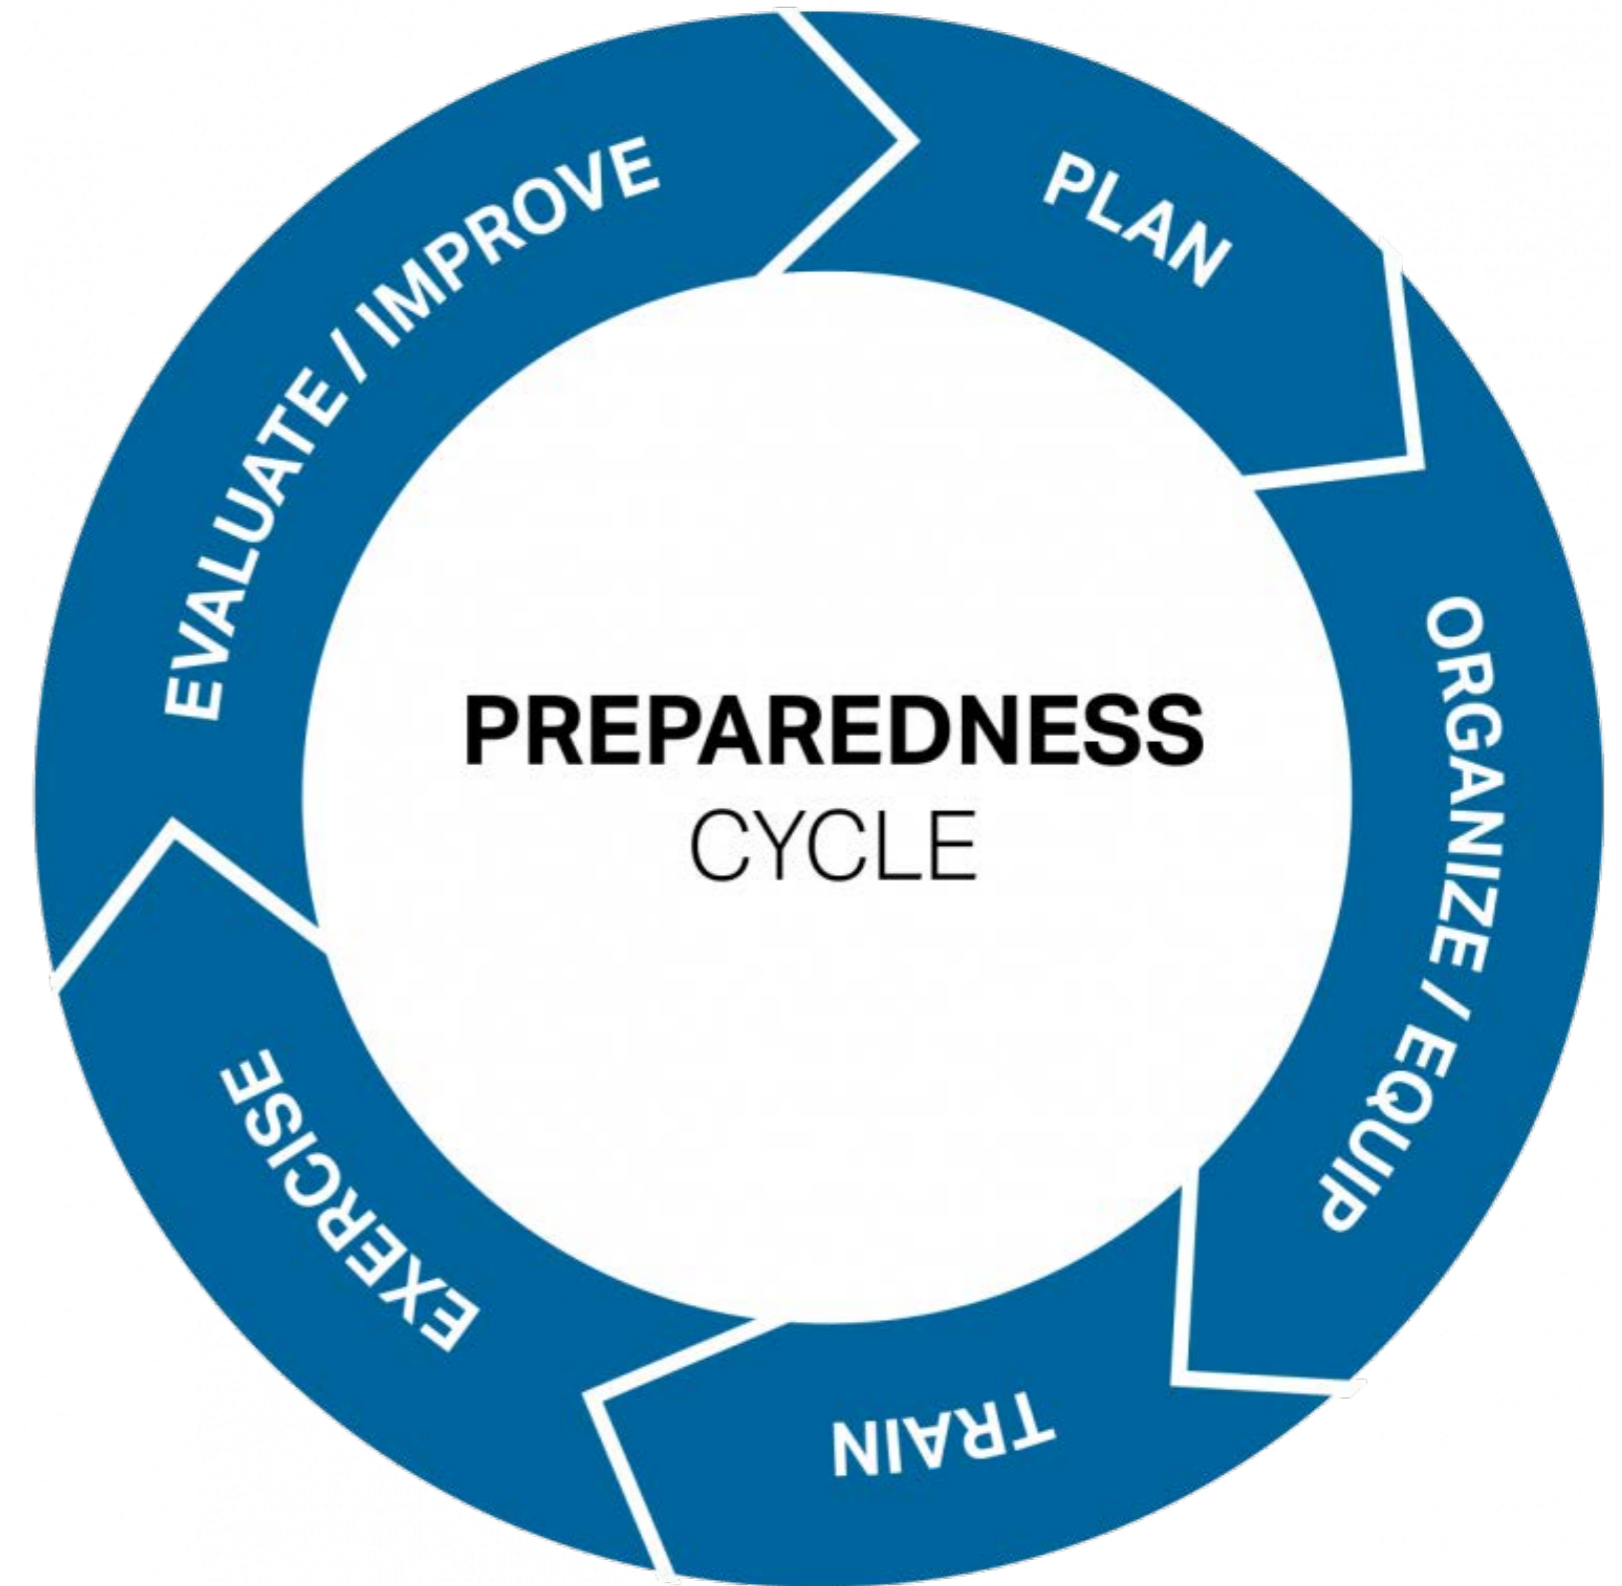 PREPAREDNESS
CYCLE
PLAN
ORGANIZE / EQUIP
TRAIN
EXERCISE
EVALUATE / IMPROVE